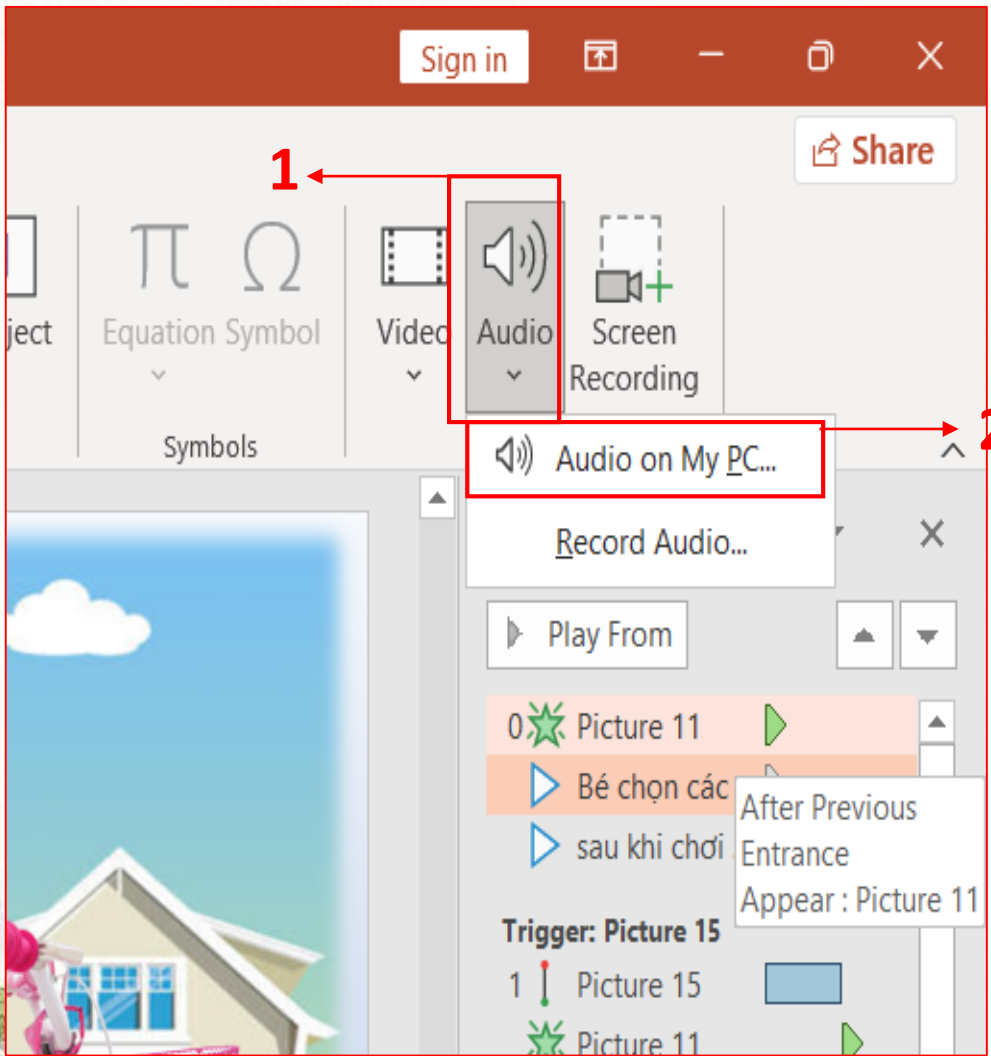 Sign in
Share
1
ject
Equation Symbol
Video
Audio
Screen
Recording
Symbols
2
Audio on My PC...
Record Audio...
Play From
0 Picture 11
Bé chọn các
sau khi chơi
After Previous
Entrance
Appear : Picture 11
Trigger: Picture 15
1 Picture 15
Picture 11